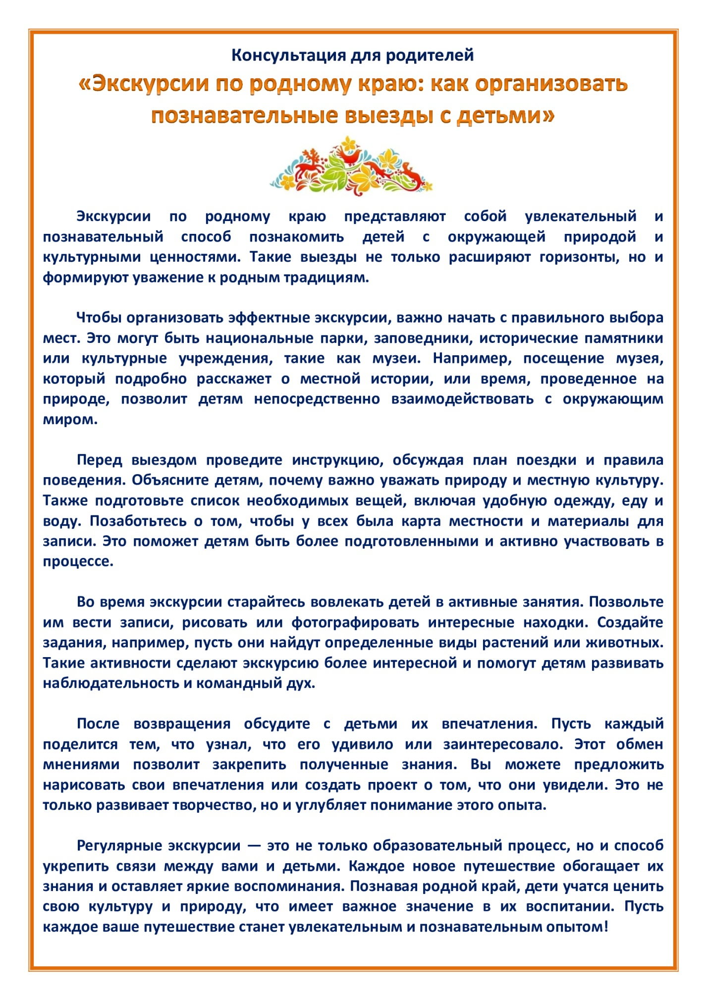 Консультация для родителей
«Экскурсии по родному краю: как организовать
познавательные выезды с детьми»
Экскурсии по родному краю представляют собой увлекательный и
познавательный способ познакомить детей с окружающей природой и
культурными ценностями. Такие выезды не только расширяют горизонты, но и
формируют уважение к родным традициям.
Чтобы организовать эффектные экскурсии, важно начать с правильного выбора
мест. Это могут быть национальные парки, заповедники, исторические памятники
или культурные учреждения, такие как музеи. Например, посещение музея,
который подробно расскажет о местной истории, или время, проведенное на
природе, позволит детям непосредственно взаимодействовать с окружающим
миром.
Перед выездом проведите инструкцию, обсуждая план поездки и правила
поведения. Объясните детям, почему важно уважать природу и местную культуру.
Также подготовьте список необходимых вещей, включая удобную одежду, еду и
воду. Позаботьтесь о том, чтобы у всех была карта местности и материалы для
записи. Это поможет детям быть более подготовленными и активно участвовать в
процессе.
Во время экскурсии старайтесь вовлекать детей в активные занятия. Позвольте
им вести записи, рисовать или фотографировать интересные находки. Создайте
задания, например, пусть они найдут определенные виды растений или животных.
Такие активности сделают экскурсию более интересной и помогут детям развивать
наблюдательность и командный дух.
После возвращения обсудите с детьми их впечатления. Пусть каждый
поделится тем, что узнал, что его удивило или заинтересовало. Этот обмен
мнениями позволит закрепить полученные знания. Вы можете предложить
нарисовать свои впечатления или создать проект о том, что они увидели. Это не
только развивает творчество, но и углубляет понимание этого опыта.
Регулярные экскурсии — это не только образовательный процесс, но и способ
укрепить связи между вами и детьми. Каждое новое путешествие обогащает их
знания и оставляет яркие воспоминания. Познавая родной край, дети учатся ценить
свою культуру и природу, что имеет важное значение в их воспитании. Пусть
каждое ваше путешествие станет увлекательным и познавательным опытом!